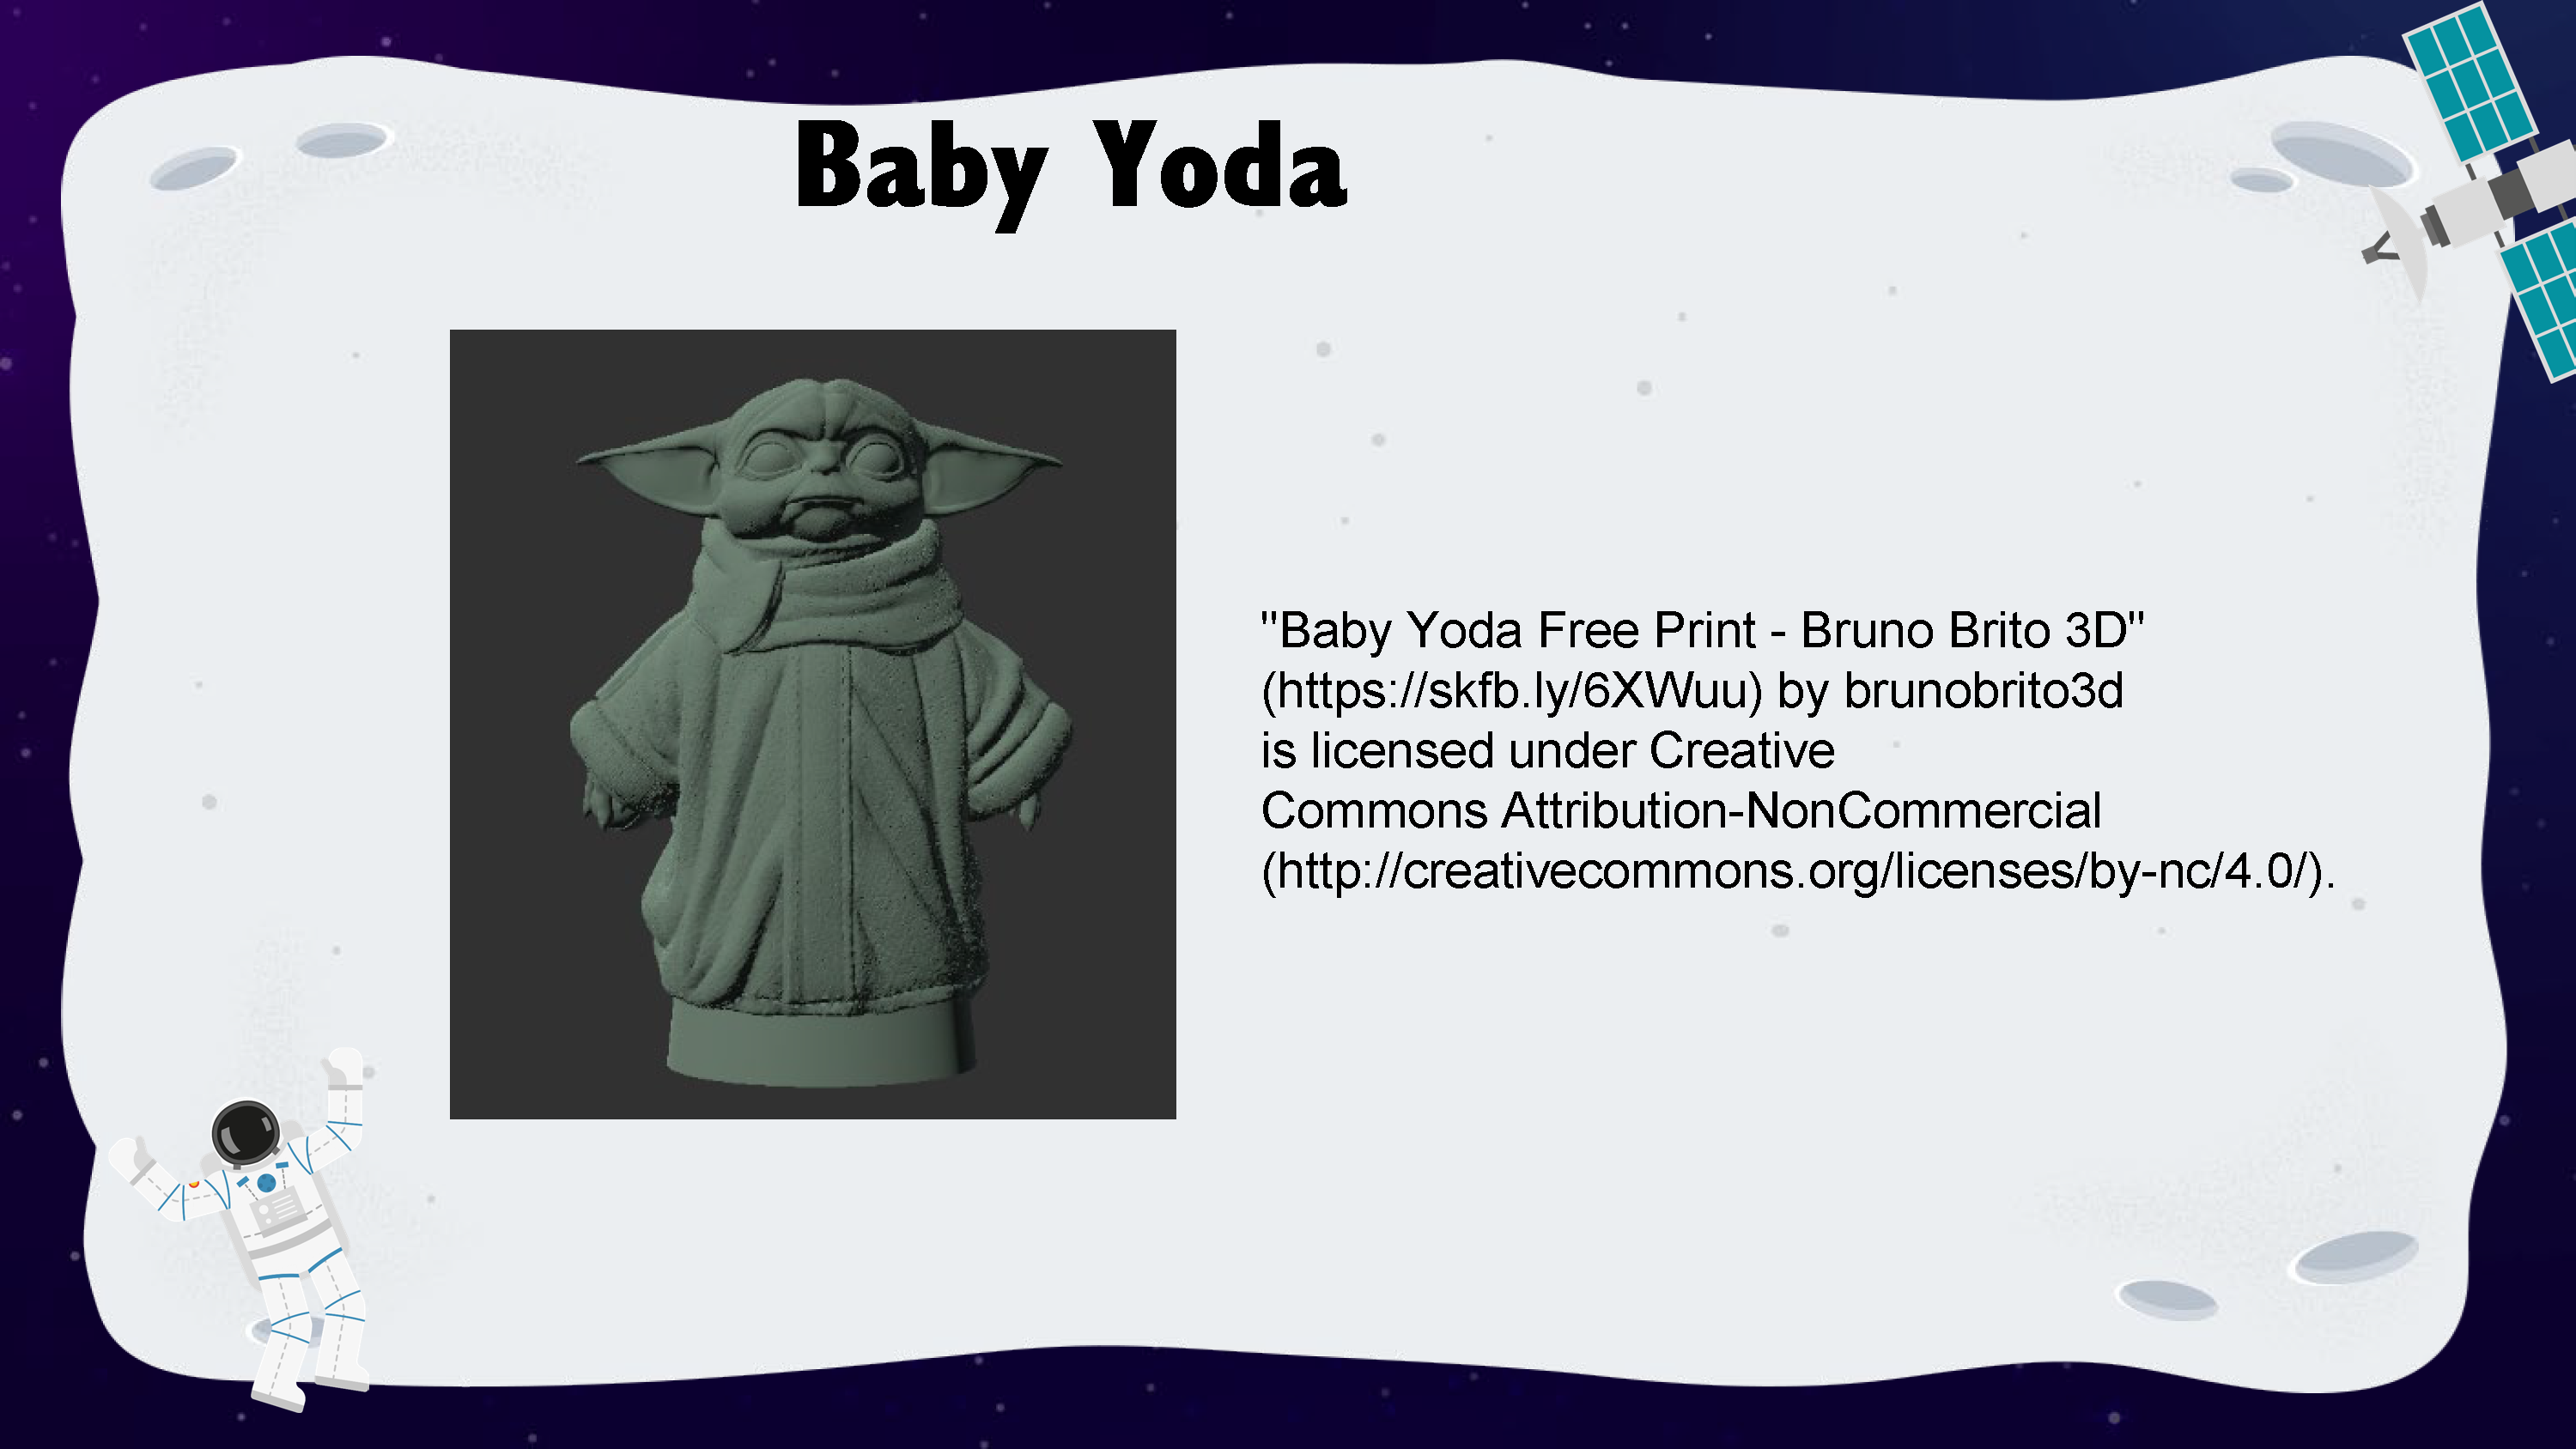 Baby Yoda
"Baby Yoda Free Print - Bruno Brito 3D"
(https://skfb.ly/6XWuu) by brunobrito3d
is licensed under Creative
Commons Attribution-NonCommercial
(http://creativecommons.org/licenses/by-nc/4.0/).